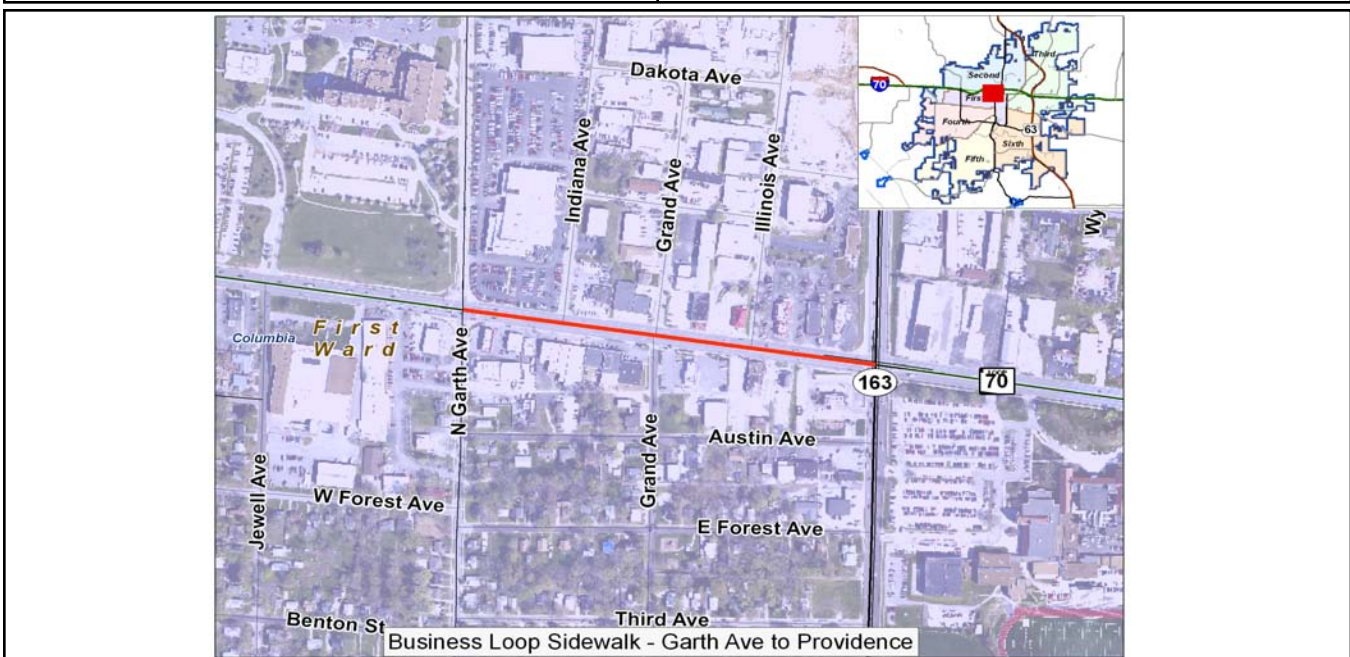 Dakota Ave
Indiana Ave
Grand Ave
Illinois Ave
Second
Third
70
Firs
Fourth
63
Sixth
Fifth
Wy
Columbia
First
Ward
N Garth Ave
163
LOOP
70
Grand Ave
Austin Ave
Jewell Ave
W Forest Ave
E Forest Ave
Benton St
Third Ave
Business Loop Sidewalk - Garth Ave to Providence